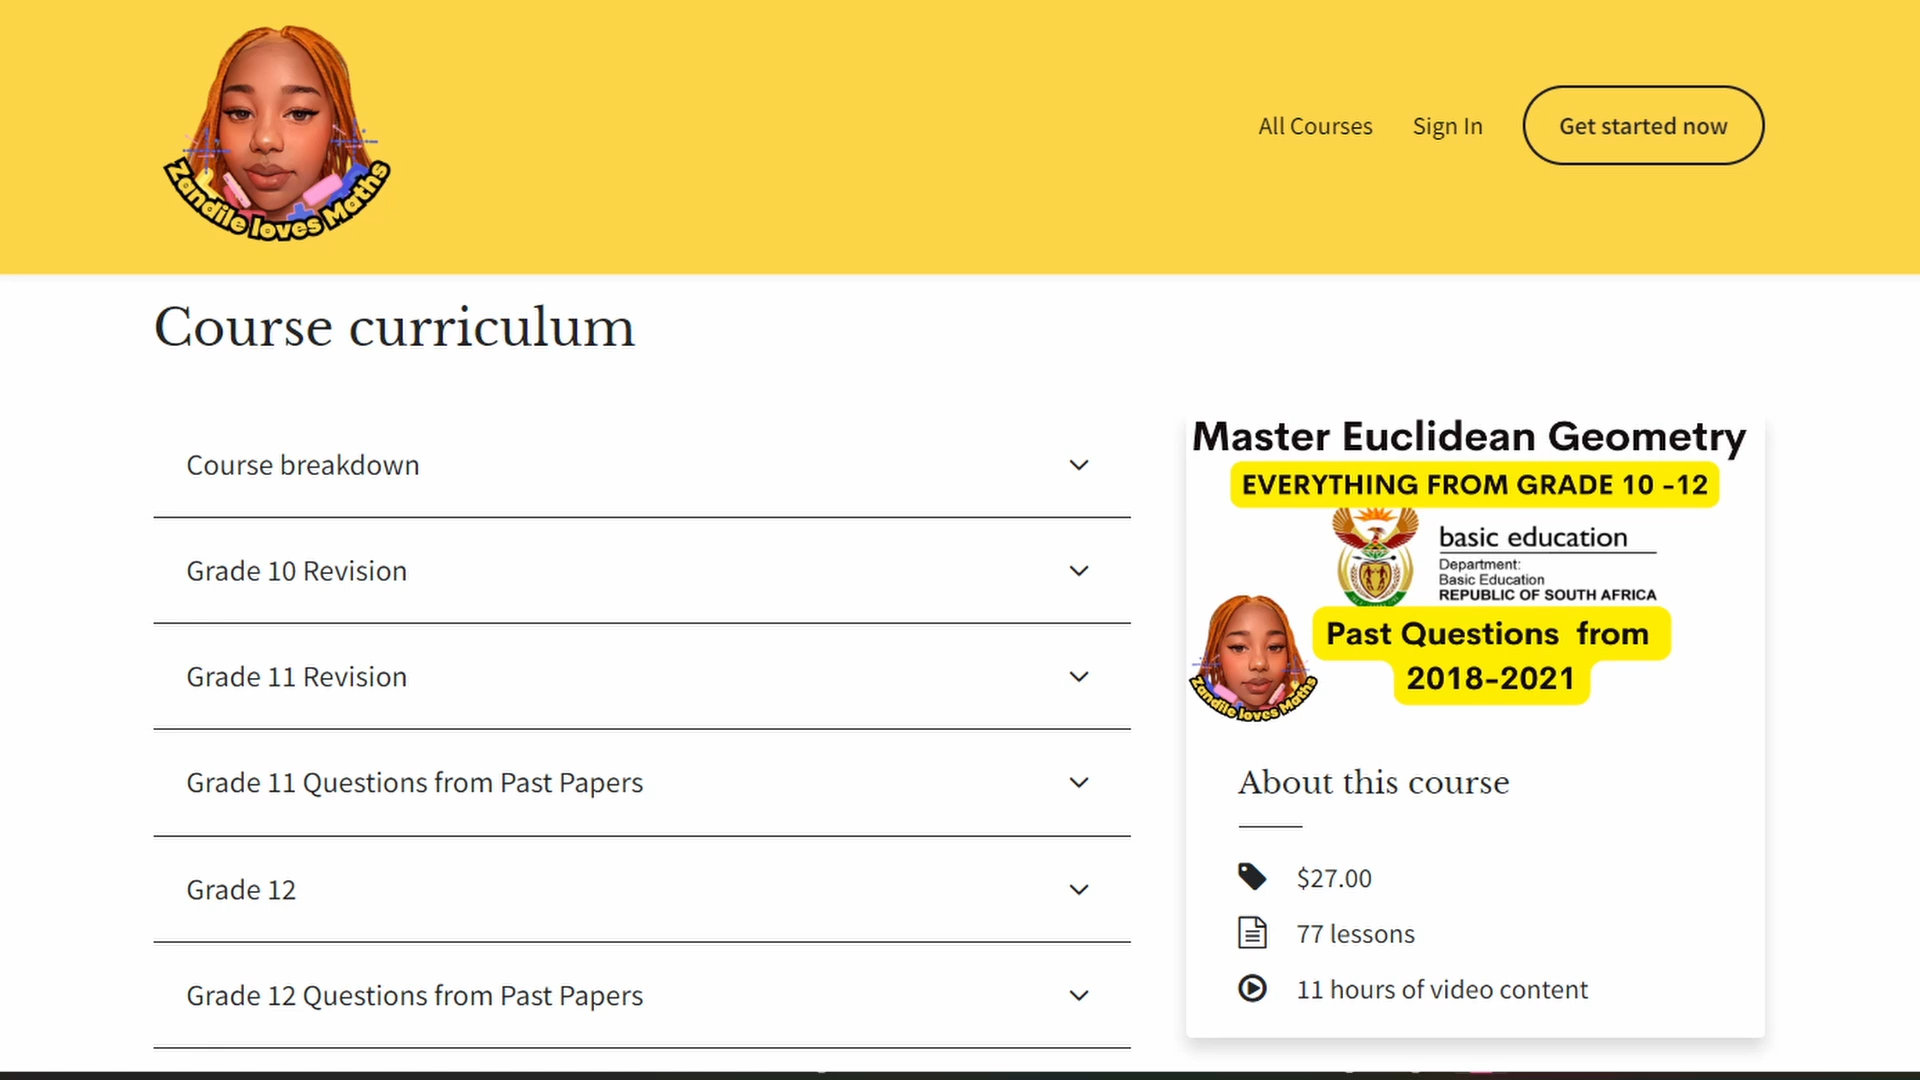 Zandile loves Maths
All Courses
Sign In
Get started now
Course curriculum
Course breakdown
Grade 10 Revision
Grade 11 Revision
Grade 11 Questions from Past Papers
Grade 12
Grade 12 Questions from Past Papers
Master Euclidean Geometry
EVERYTHING FROM GRADE 10 -12
basic education
Department:
Basic Education
REPUBLIC OF SOUTH AFRICA
Past Questions from
2018-2021
Zandile loves Maths
About this course
$27.00
77 lessons
11 hours of video content